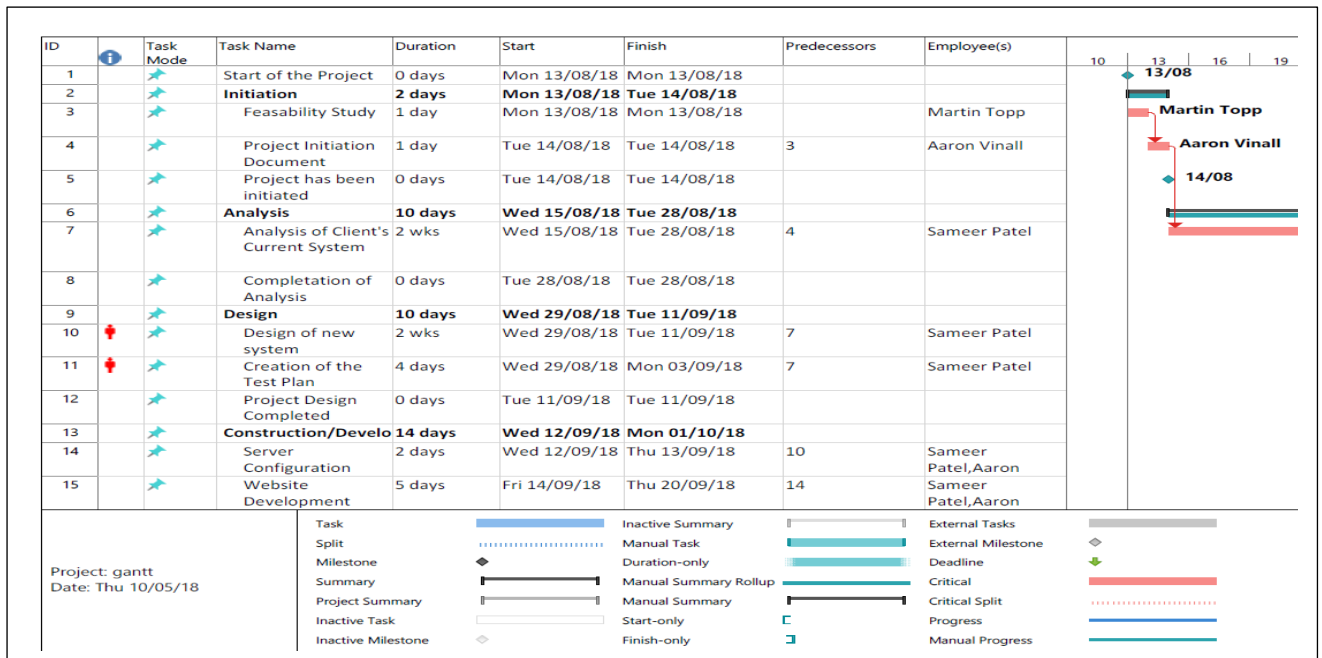 ID Task Mode Task Name Duration Start Finish Predecessors Employee(s)
10 13 16 19
1 Start of the Project 0 days Mon 13/08/18 Mon 13/08/18 13/08
2 Initiation 2 days Mon 13/08/18 Tue 14/08/18
3 Feasability Study 1 day Mon 13/08/18 Mon 13/08/18 Martin Topp Martin Topp
4 Project Initiation 1 day Tue 14/08/18 Tue 14/08/18 3 Aaron Vinall Aaron Vinall
Document
5 Project has been 0 days Tue 14/08/18 Tue 14/08/18 14/08
initiated
6 Analysis 10 days Wed 15/08/18 Tue 28/08/18
7 Analysis of Client's 2 wks Wed 15/08/18 Tue 28/08/18 4 Sameer Patel
Current System
8 Completation of 0 days Tue 28/08/18 Tue 28/08/18
Analysis
9 Design 10 days Wed 29/08/18 Tue 11/09/18
10 Design of new 2 wks Wed 29/08/18 Tue 11/09/18 7 Sameer Patel
system
11 Creation of the 4 days Wed 29/08/18 Mon 03/09/18 7 Sameer Patel
Test Plan
12 Project Design 0 days Tue 11/09/18 Tue 11/09/18
Completed
13 Construction/Develo 14 days Wed 12/09/18 Mon 01/10/18
14 Server 2 days Wed 12/09/18 Thu 13/09/18 10 Sameer
Configuration Patel,Aaron
15 Website 5 days Fri 14/09/18 Thu 20/09/18 14 Sameer
Development Patel,Aaron
Project: gantt
Date: Thu 10/05/18
Task Inactive Summary External Tasks
Split Manual Task External Milestone
Milestone Duration-only Deadline
Summary Manual Summary Rollup Critical
Project Summary Manual Summary Critical Split
Inactive Task Start-only Progress
Inactive Milestone Finish-only Manual Progress